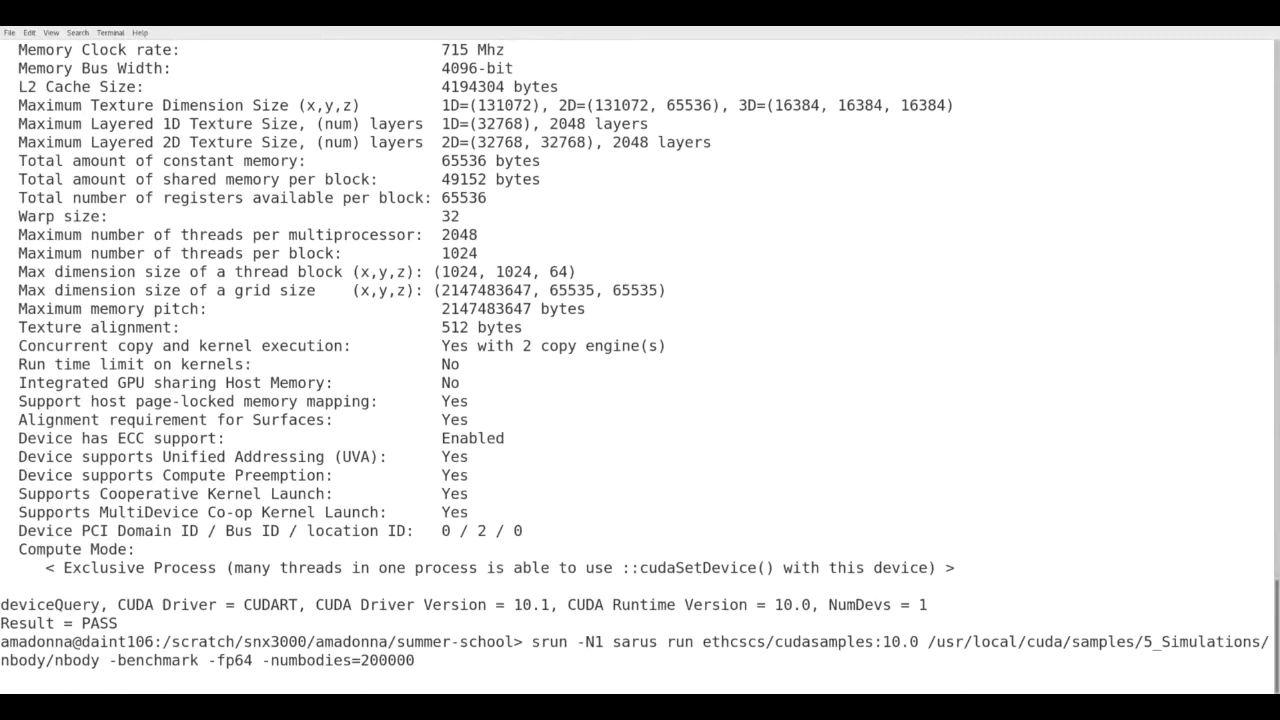 File Edit View Search Terminal Help
Memory Clock rate: 715 Mhz
Memory Bus Width: 4096-bit
L2 Cache Size: 4194304 bytes
Maximum Texture Dimension Size (x,y,z) 1D=(131072), 2D=(131072, 65536), 3D=(16384, 16384, 16384)
Maximum Layered 1D Texture Size, (num) layers 1D=(32768), 2048 layers
Maximum Layered 2D Texture Size, (num) layers 2D=(32768, 32768), 2048 layers
Total amount of constant memory: 65536 bytes
Total amount of shared memory per block: 49152 bytes
Total number of registers available per block: 65536
Warp size: 32
Maximum number of threads per multiprocessor: 2048
Maximum number of threads per block: 1024
Max dimension size of a thread block (x,y,z): (1024, 1024, 64)
Max dimension size of a grid size (x,y,z): (2147483647, 65535, 65535)
Maximum memory pitch: 2147483647 bytes
Texture alignment: 512 bytes
Concurrent copy and kernel execution: Yes with 2 copy engine(s)
Run time limit on kernels: No
Integrated GPU sharing Host Memory: No
Support host page-locked memory mapping: Yes
Alignment requirement for Surfaces: Yes
Device has ECC support: Enabled
Device supports Unified Addressing (UVA): Yes
Device supports Compute Preemption: Yes
Supports Cooperative Kernel Launch: Yes
Supports MultiDevice Co-op Kernel Launch: Yes
Device PCI Domain ID / Bus ID / location ID: 0 / 2 / 0
Compute Mode:
< Exclusive Process (many threads in one process is able to use ::cudaSetDevice() with this device) >
deviceQuery, CUDA Driver = CUDART, CUDA Driver Version = 10.1, CUDA Runtime Version = 10.0, NumDevs = 1
Result = PASS
amadonna@daint106:/scratch/snx3000/amadonna/summer-school> srun -N1 sarus run ethcscs/cudasamples:10.0 /usr/local/cuda/samples/5_Simulations/
nbody/nbody -benchmark -fp64 -numbodies=200000